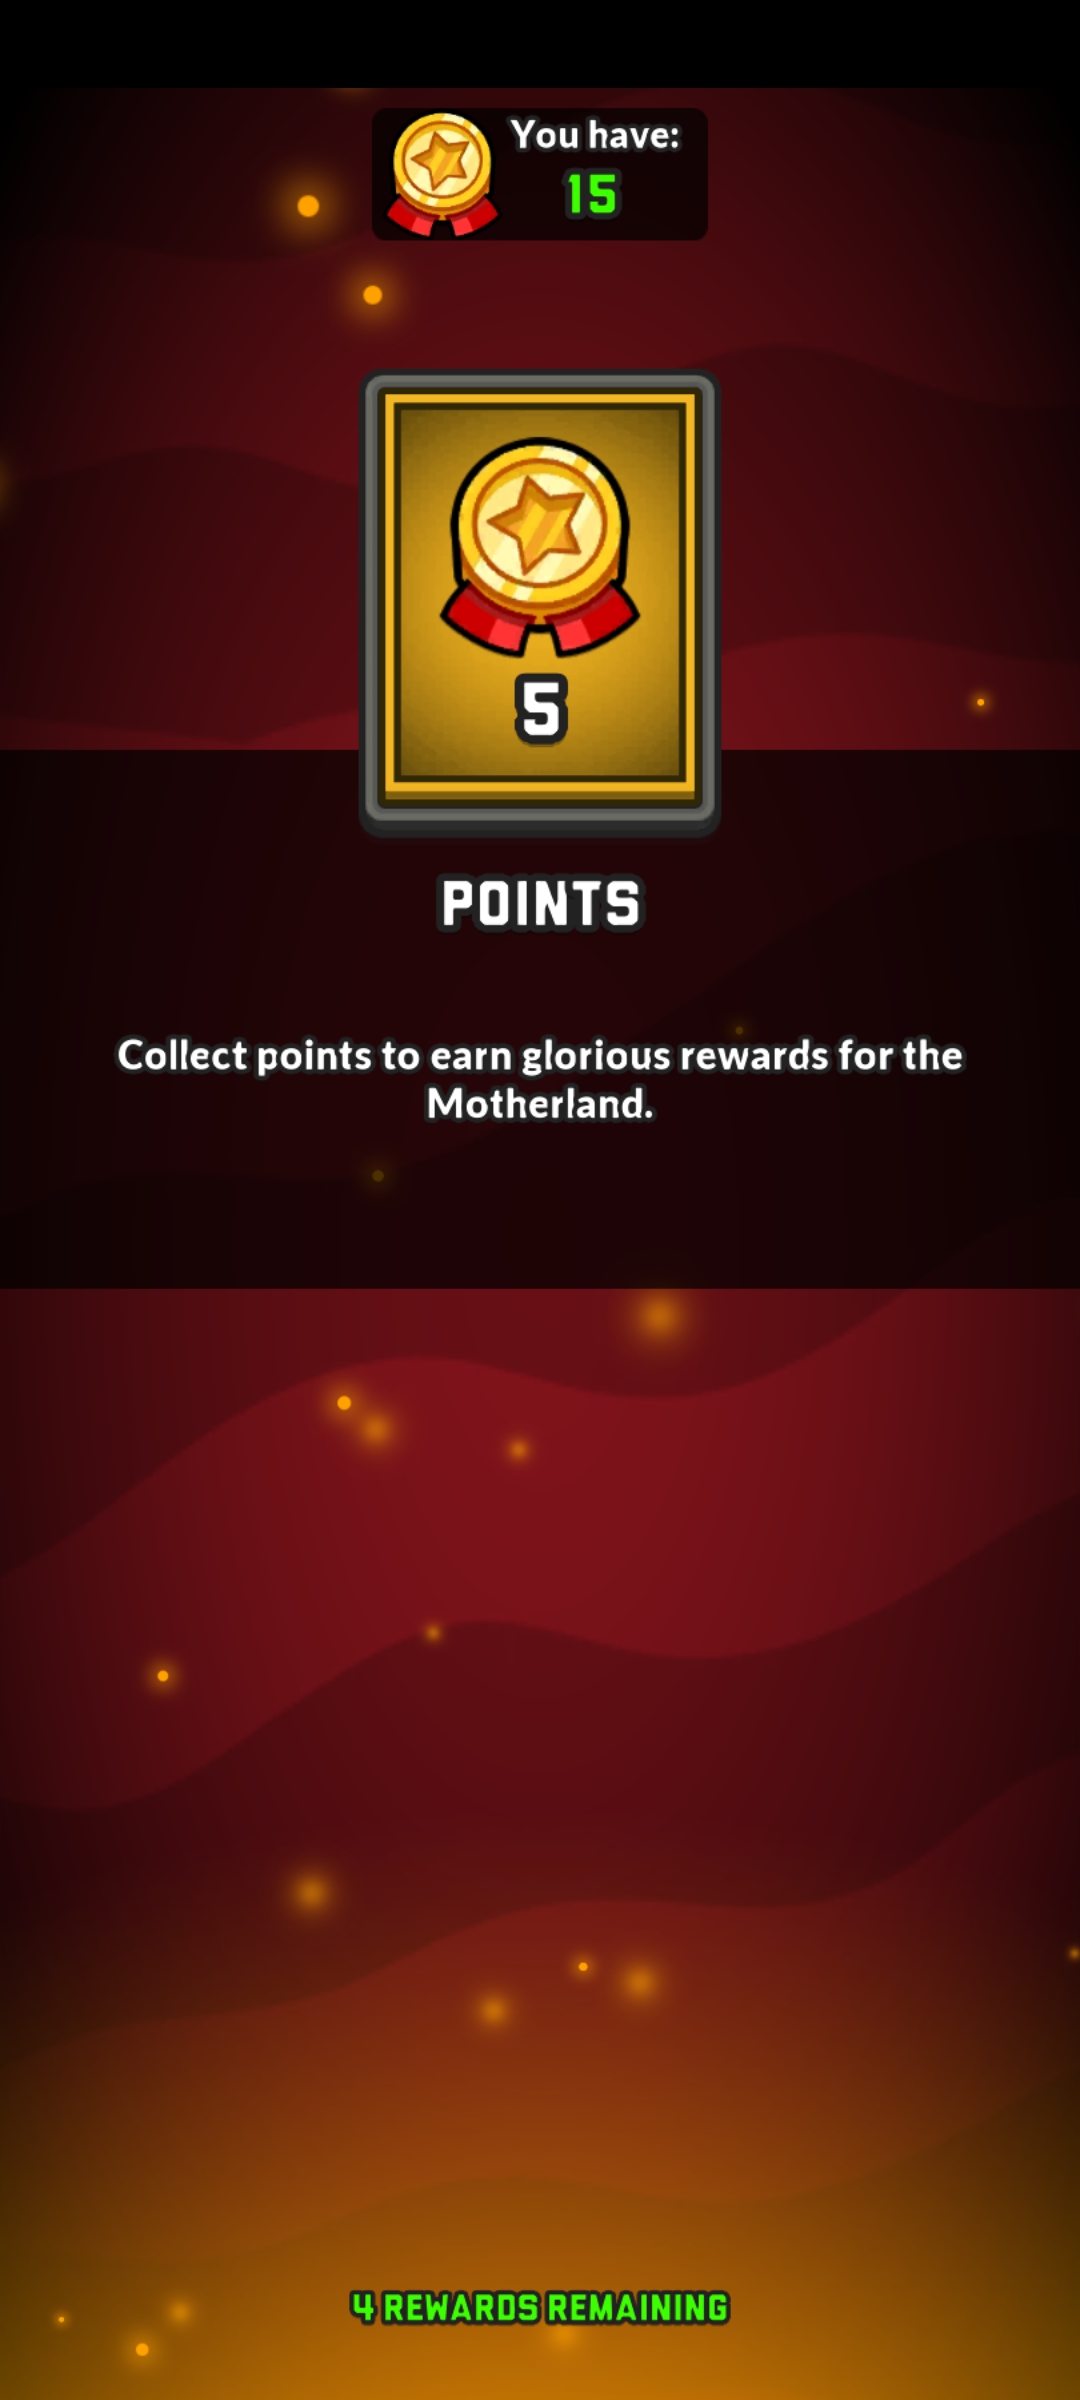 You have:
15
5
POINTS
Collect points to earn glorious rewards for the
Motherland.
4 REWARDS REMAINING